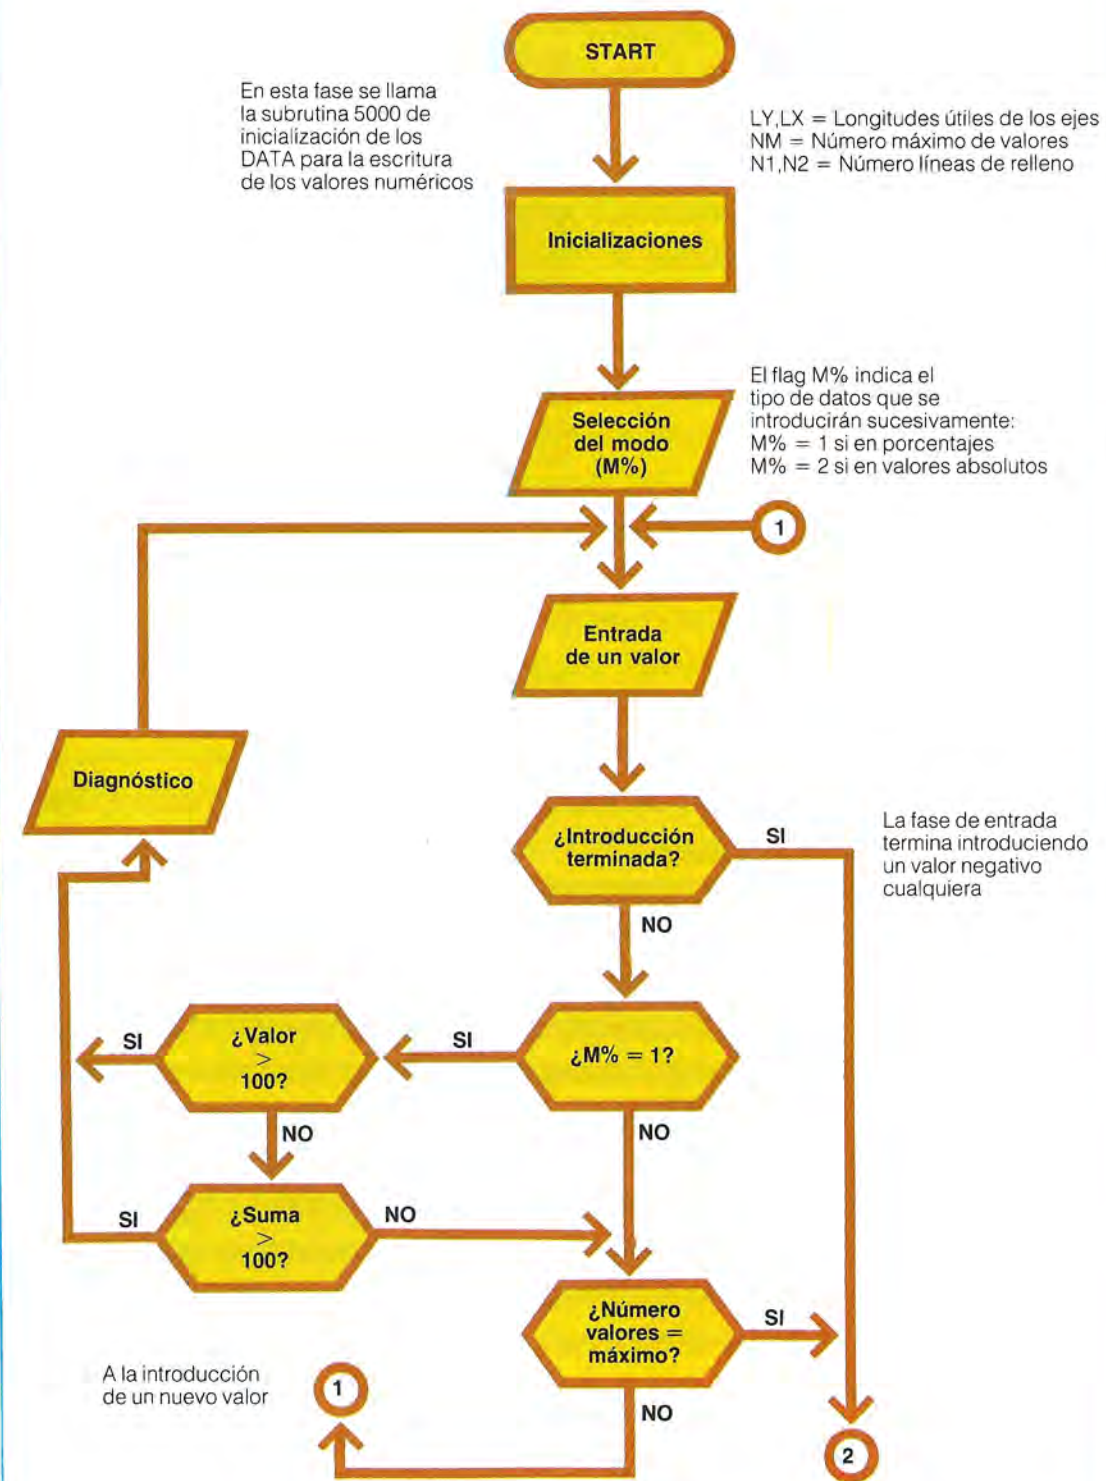 START
En esta fase se llama
la subrutina 5000 de
inicialización de los
DATA para la escritura
de los valores numéricos
LY,LX = Longitudes útiles de los ejes
NM = Número máximo de valores
N1,N2 = Número líneas de relleno
Inicializaciones
Selección
del modo
(M%)
El flag M% indica el
tipo de datos que se
introducirán sucesivamente:
M% = 1 si en porcentajes
M% = 2 si en valores absolutos
1
Entrada
de un valor
Diagnóstico
¿Introducción
terminada?
SI
La fase de entrada
termina introduciendo
un valor negativo
cualquiera
NO
SI
¿Valor
>
100?
SI
¿M% = 1?
NO
NO
SI
¿Suma
>
100?
NO
¿Número
valores =
máximo?
SI
A la introducción
de un nuevo valor
1
NO
2